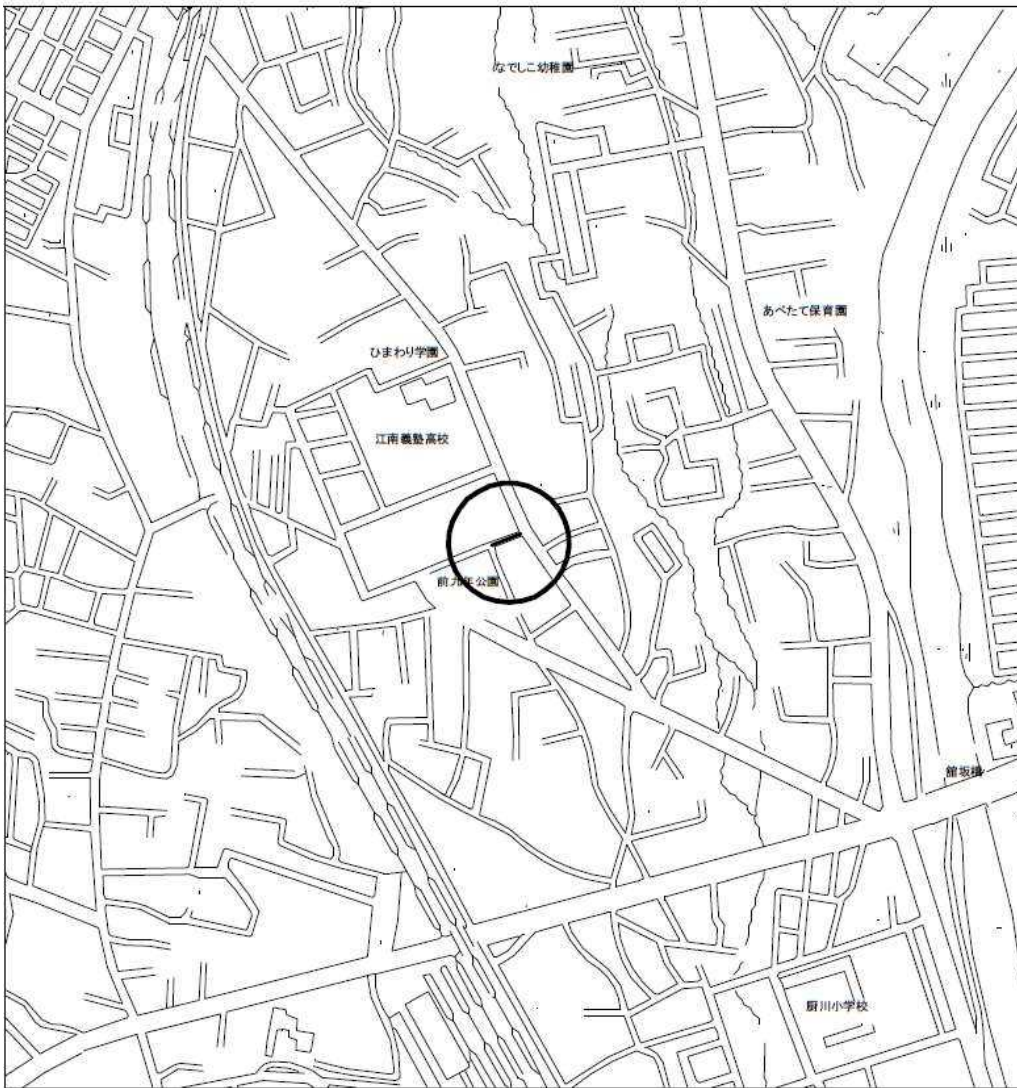 なでしこ幼稚園
あべたて保育園
ひまわり学園
江南義塾高校
前九年公園
館坂橋
厨川小学校